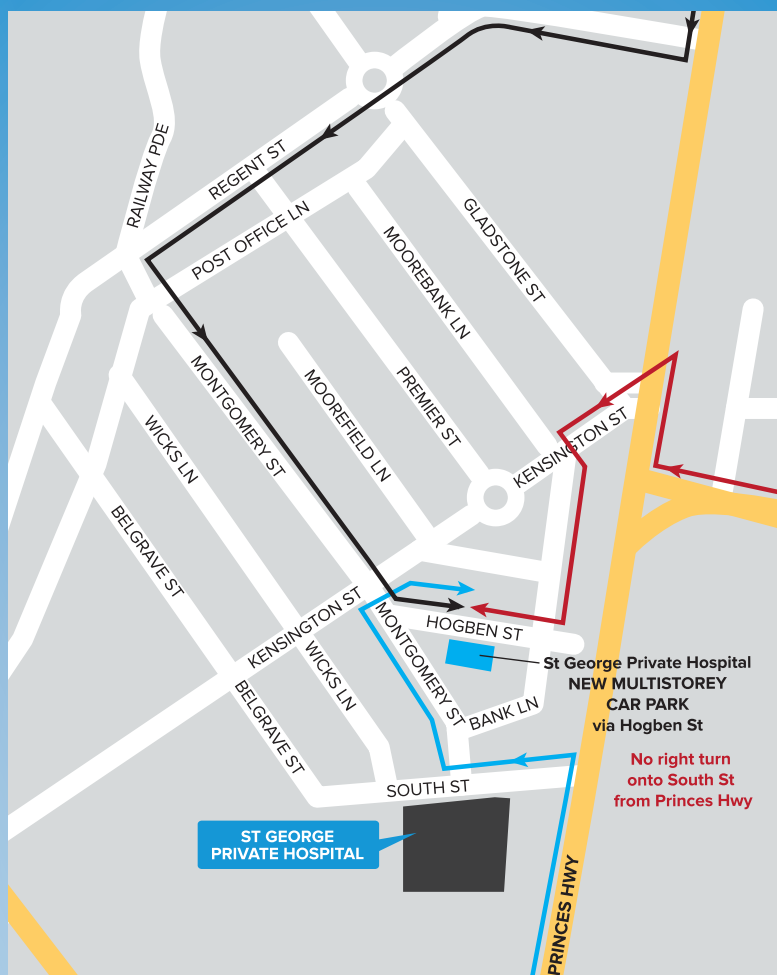 RAILWAY PDE
REGENT ST
POST OFFICE LN
GLADSTONE ST
MOOREBANK LN
MONTGOMERY ST
MOOREFIELD LN
PREMIER ST
KENSINGTON ST
WICKS LN
BELGRAVE ST
KENSINGTON ST
MONTGOMERY ST
HOGBEN ST
WICKS LN
BELGRAVE ST
BANK LN
St George Private Hospital
NEW MULTISTOREY
CAR PARK
via Hogben St
No right turn
onto South St
from Princes Hwy
SOUTH ST
ST GEORGE
PRIVATE HOSPITAL
PRINCES HWY